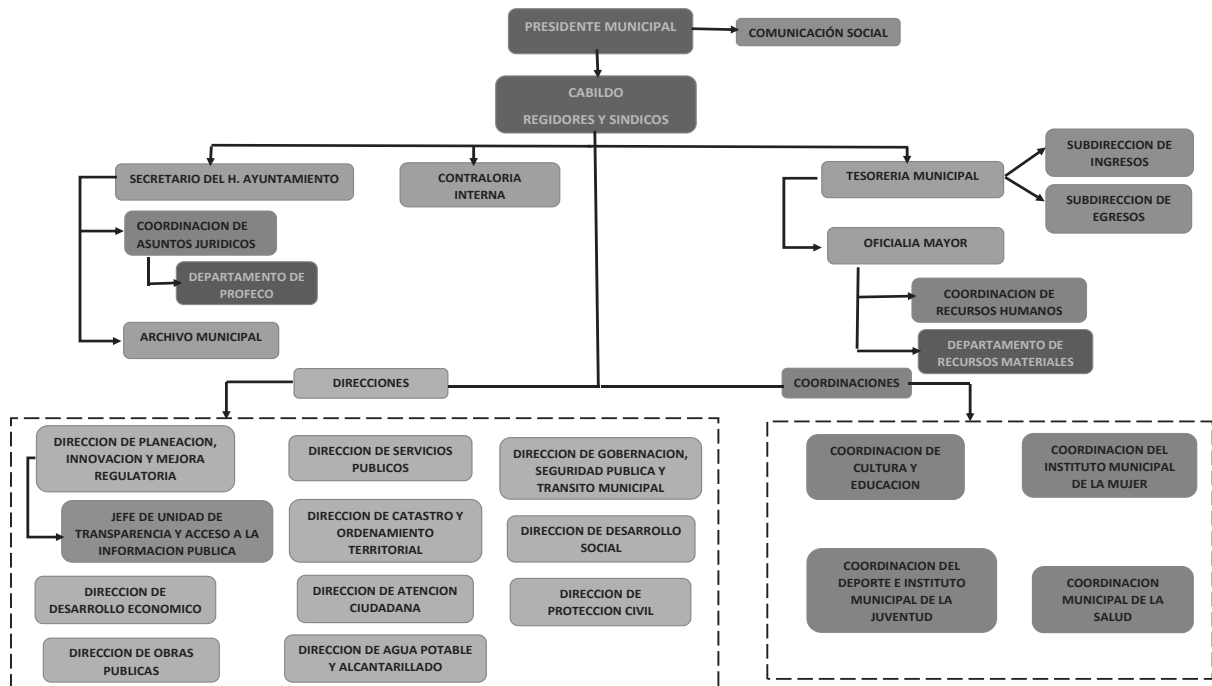 PRESIDENTE MUNICIPAL
COMUNICACIÓN SOCIAL
CABILDO
REGIDORES Y SINDICOS
SECRETARIO DEL H. AYUNTAMIENTO
CONTRALORIA
INTERNA
TESORERIA MUNICIPAL
SUBDIRECCION DE
INGRESOS
SUBDIRECCION DE
EGRESOS
COORDINACION DE
ASUNTOS JURIDICOS
OFICIALIA MAYOR
DEPARTAMENTO DE
PROFECO
COORDINACION DE
RECURSOS HUMANOS
ARCHIVO MUNICIPAL
DEPARTAMENTO DE
RECURSOS MATERIALES
DIRECCIONES
COORDINACIONES
DIRECCION DE PLANEACION,
INNOVACION Y MEJORA
REGULATORIA
DIRECCION DE SERVICIOS
PUBLICOS
DIRECCION DE GOBERNACION,
SEGURIDAD PUBLICA Y
TRANSITO MUNICIPAL
JEFE DE UNIDAD DE
TRANSPARENCIA Y ACCESO A LA
INFORMACION PUBLICA
DIRECCION DE CATASTRO Y
ORDENAMIENTO
TERRITORIAL
DIRECCION DE DESARROLLO
SOCIAL
DIRECCION DE
DESARROLLO ECONOMICO
DIRECCION DE ATENCION
CIUDADANA
DIRECCION DE
PROTECCION CIVIL
DIRECCION DE OBRAS
PUBLICAS
DIRECCION DE AGUA POTABLE
Y ALCANTARILLADO
COORDINACION DE
CULTURA Y
EDUCACION
COORDINACION DEL
INSTITUTO MUNICIPAL
DE LA MUJER
COORDINACION DEL
DEPORTE E INSTITUTO
MUNICIPAL DE LA
JUVENTUD
COORDINACION
MUNICIPAL DE LA
SALUD